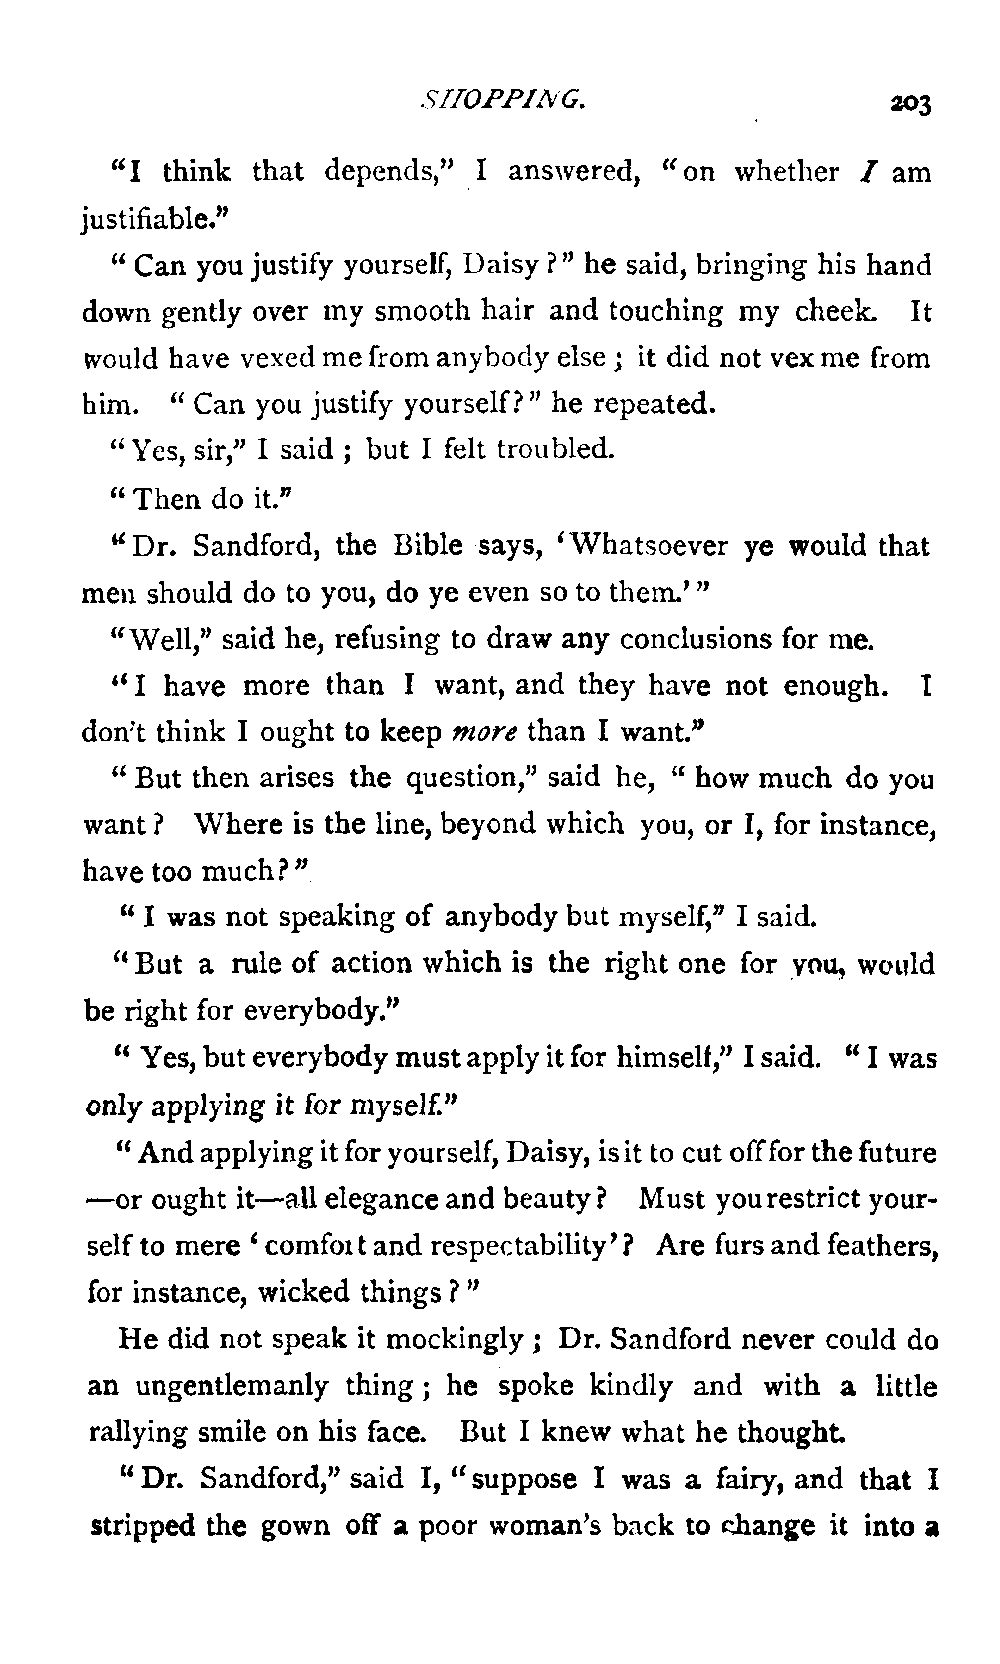 SHOPPING. 203
"I think that depends," I answered, "on whether I am
justifiable."
"Can you justify yourself, Daisy?" he said, bringing his hand
down gently over my smooth hair and touching my cheek. It
would have vexed me from anybody else; it did not vex me from
him. "Can you justify yourself?" he repeated.
"Yes, sir," I said; but I felt troubled.
"Then do it."
"Dr. Sandford, the Bible says, 'Whatsoever ye would that
men should do to you, do ye even so to them.'"
"Well," said he, refusing to draw any conclusions for me.
"I have more than I want, and they have not enough. I
don't think I ought to keep more than I want."
"But then arises the question," said he, "how much do you
want? Where is the line, beyond which you, or I, for instance,
have too much?"
"I was not speaking of anybody but myself," I said.
"But a rule of action which is the right one for you, would
be right for everybody."
"Yes, but everybody must apply it for himself," I said. "I was
only applying it for myself."
"And applying it for yourself, Daisy, is it to cut off for the future
—or ought it—all elegance and beauty? Must you restrict your-
self to mere 'comfort and respectability'? Are furs and feathers,
for instance, wicked things?"
He did not speak it mockingly; Dr. Sandford never could do
an ungentlemanly thing; he spoke kindly and with a little
rallying smile on his face. But I knew what he thought.
"Dr. Sandford," said I, "suppose I was a fairy, and that I
stripped the gown off a poor woman's back to change it into a